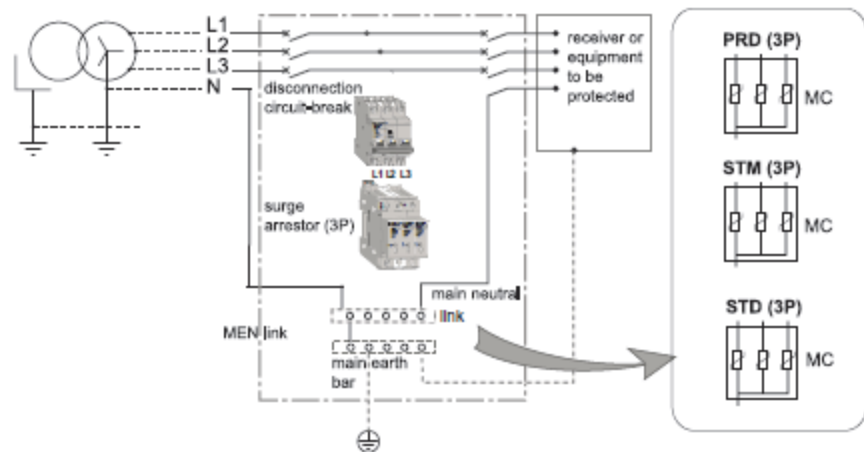 L1
L2
L3
N
disconnection
circuit-break
L1 L2 L3
surge
arrestor (3P)
main neutral
link
MEN link
main earth
bar
receiver or
equipment
to be
protected
PRD (3P)
MC
STM (3P)
MC
STD (3P)
MC